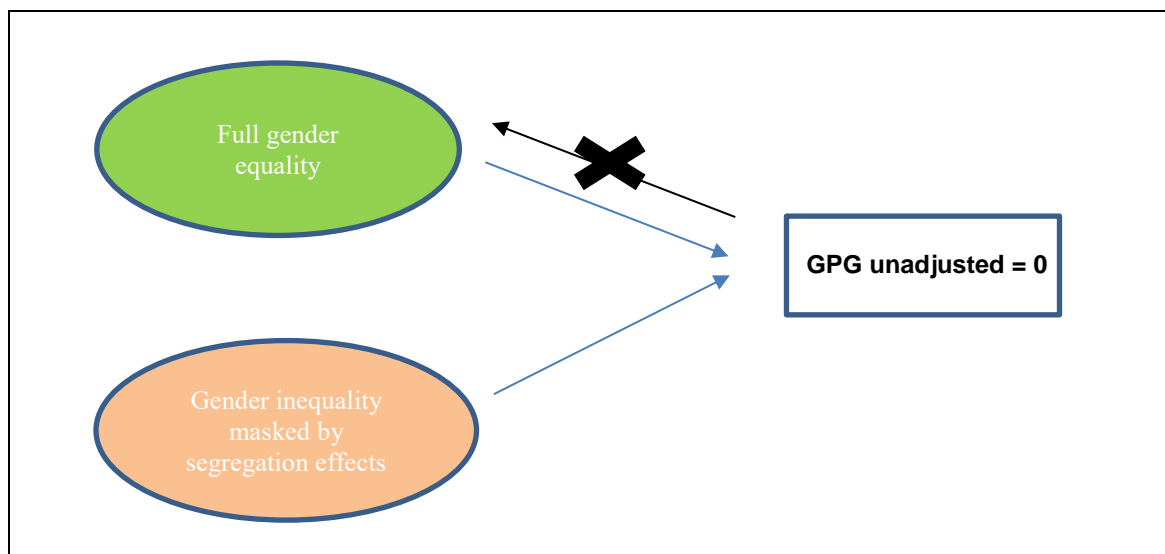 Full gender
equality
GPG unadjusted = 0
Gender inequality
masked by
segregation effects